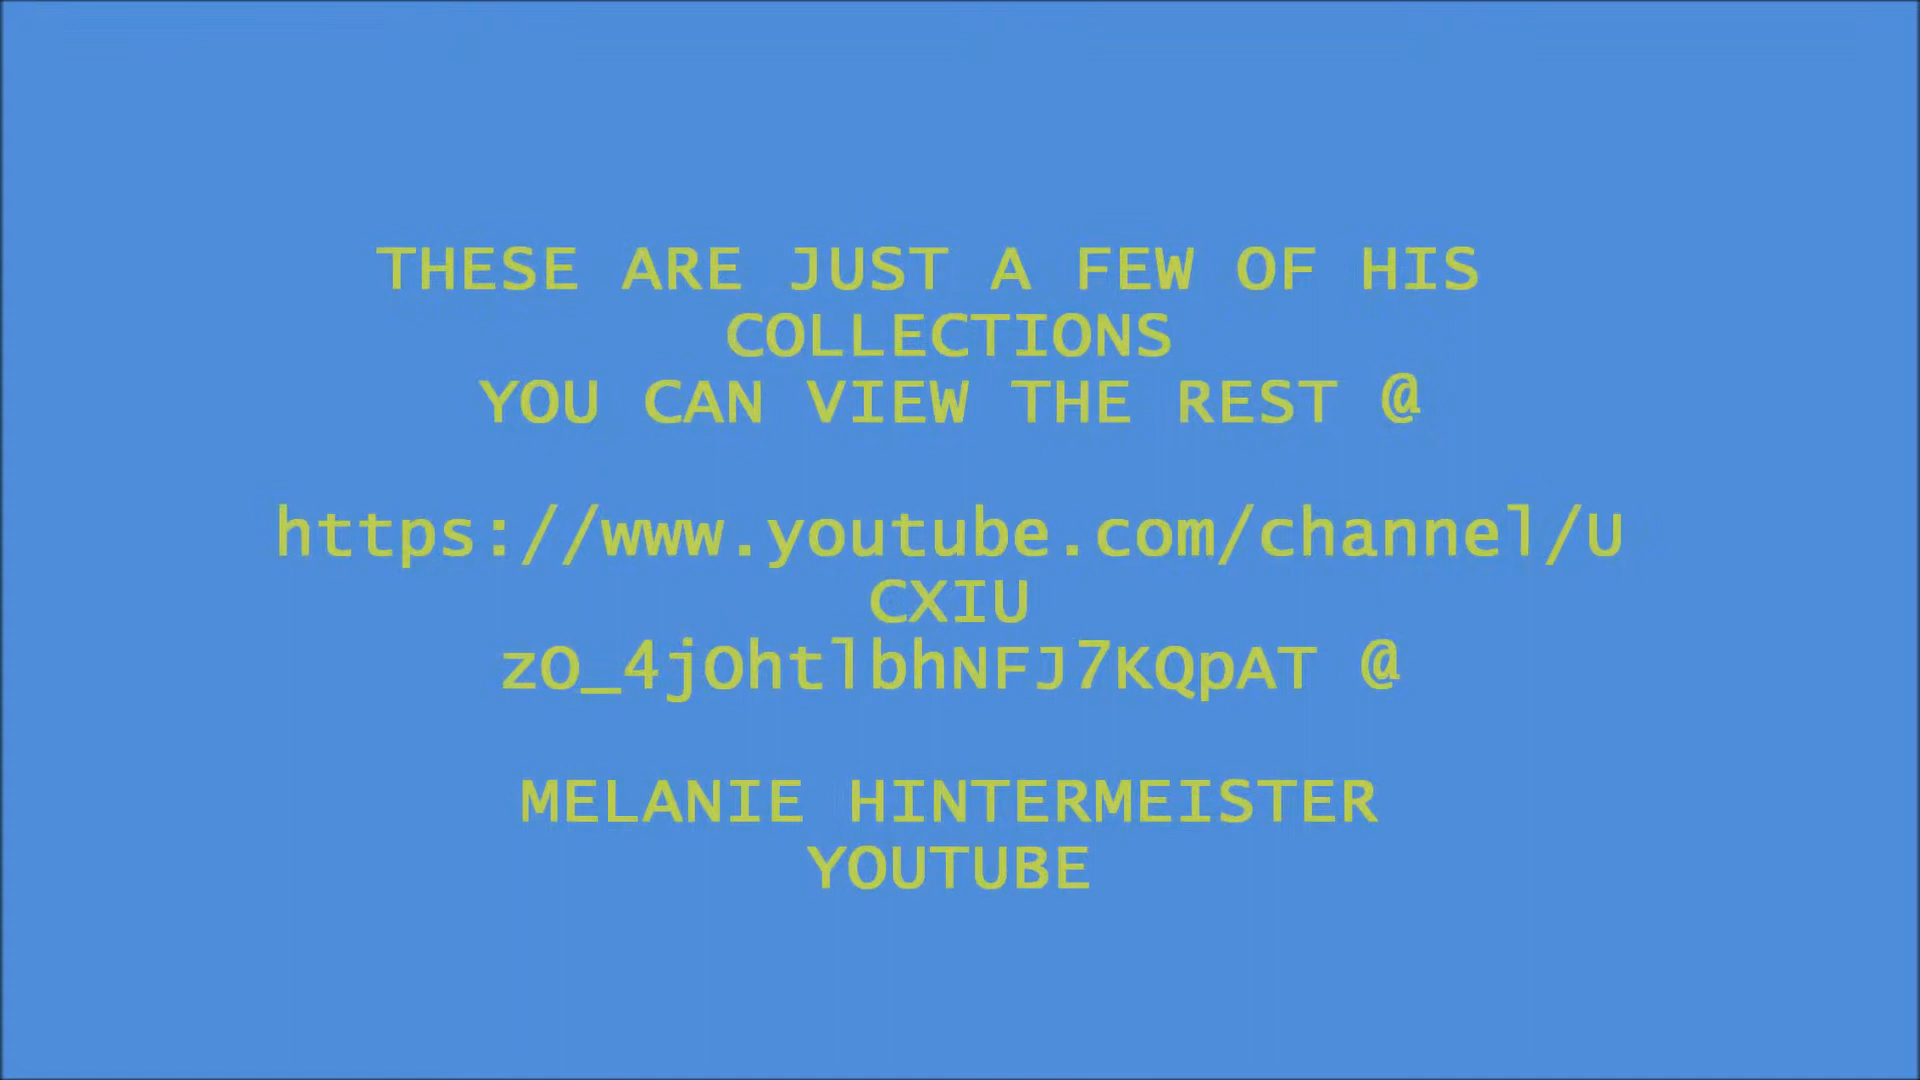 THESE ARE JUST A FEW OF HIS
COLLECTIONS
YOU CAN VIEW THE REST @
https://www.youtube.com/channel/U
CXIU
zO_4jOhtlbhNFJ7KQpAT @
MELANIE HINTERMEISTER
YOUTUBE